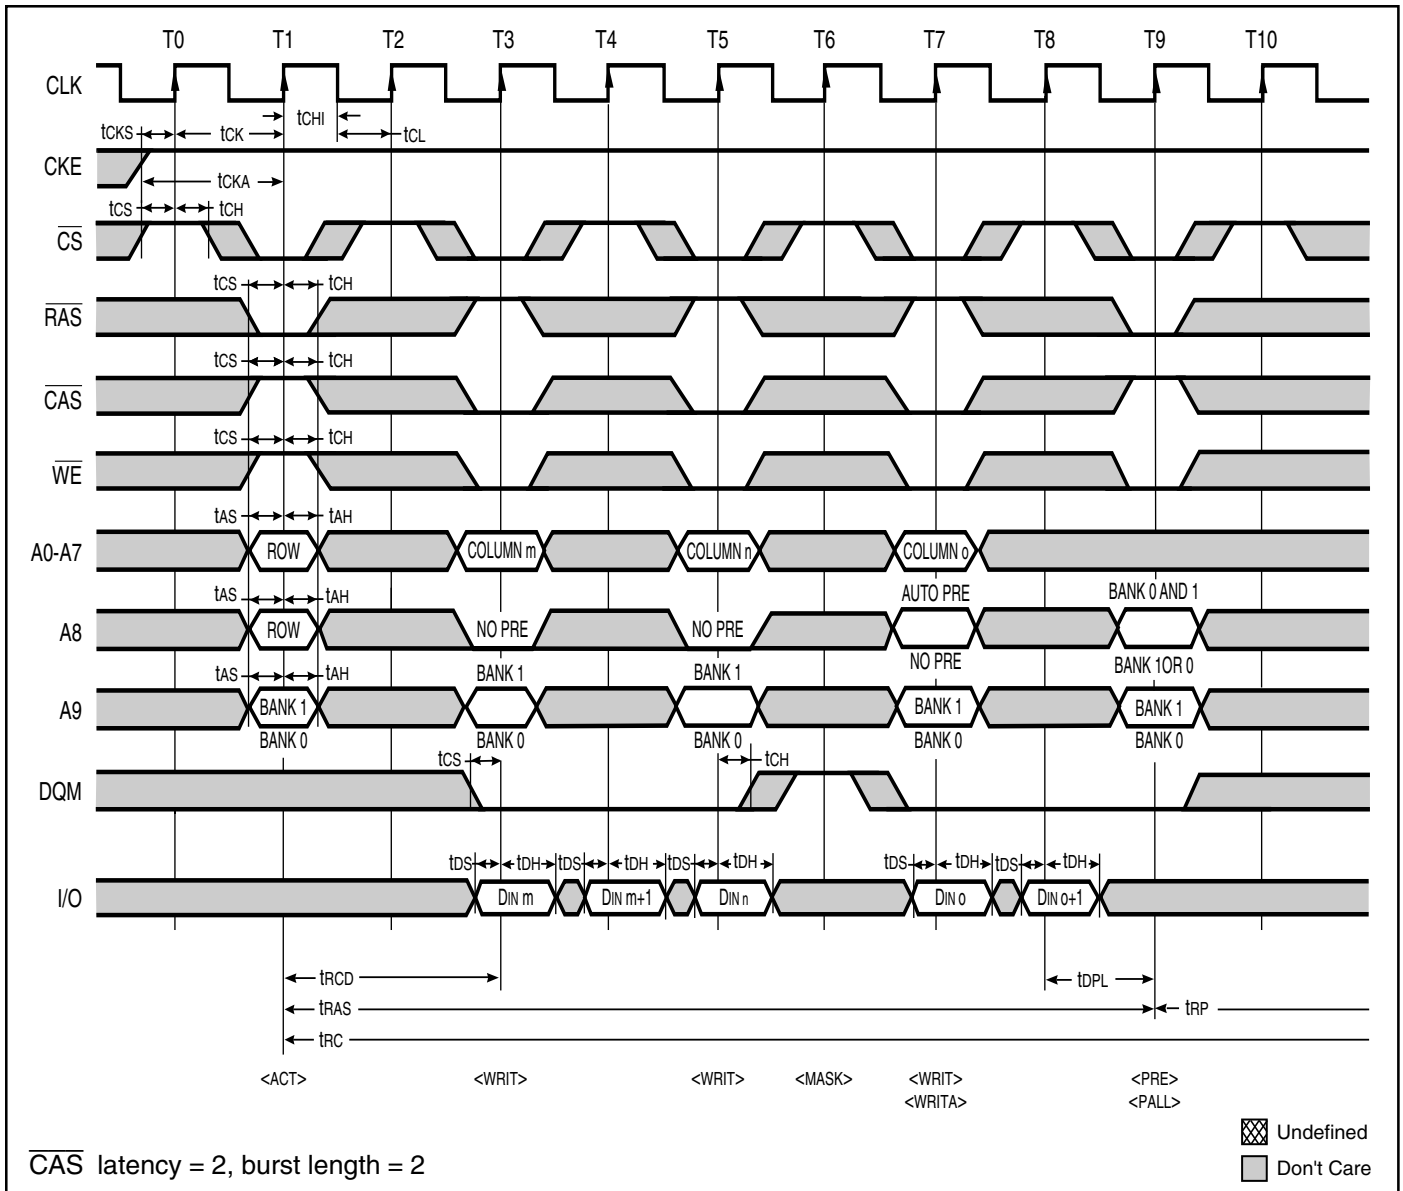 T0 T1 T2 T3 T4 T5 T6 T7 T8 T9 T10
CLK
tCHI
tCKS tCK tCL
CKE
tCKA
tCS tCH
CS
tCS tCH
RAS
tCS tCH
CAS
tCS tCH
WE
tAS tAH
A0-A7 ROW COLUMN m COLUMN n COLUMN o
tAS tAH AUTO PRE BANK 0 AND 1
A8 ROW NO PRE NO PRE
NO PRE BANK 1OR 0
tAS tAH BANK 1 BANK 1
A9 BANK 1 BANK 1 BANK 1
BANK 0 BANK 0 BANK 0 BANK 0 BANK 0
tCS tCH
DQM
tDS tDH tDS tDH tDS tDH tDS tDH tDS tDH
I/O DIN m DIN m+1 DIN n DIN o DIN o+1
tRCD tDPL
tRAS tRP
tRC
<ACT> <WRIT> <WRIT> <MASK> <WRIT> <PRE>
<WRITA> <PALL>
Undefined
CAS latency = 2, burst length = 2
Don't Care